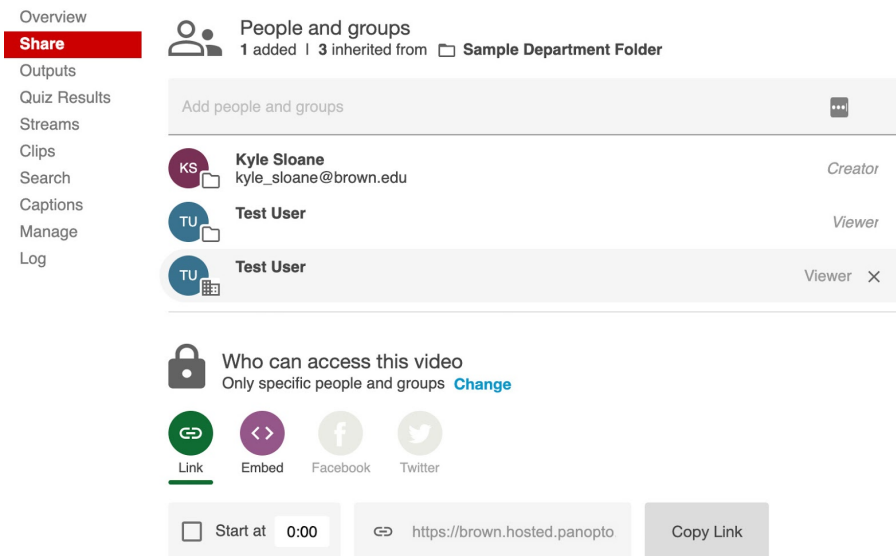 Overview
Share
Outputs
Quiz Results
Streams
Clips
Search
Captions
Manage
Log
People and groups
1 added | 3 inherited from Sample Department Folder
Add people and groups
KS Kyle Sloane
kyle_sloane@brown.edu
Creator
TU Test User
Viewer
TU Test User
Viewer
Who can access this video
Only specific people and groups Change
Link Embed Facebook Twitter
Start at 0:00 https://brown.hosted.panopto Copy Link